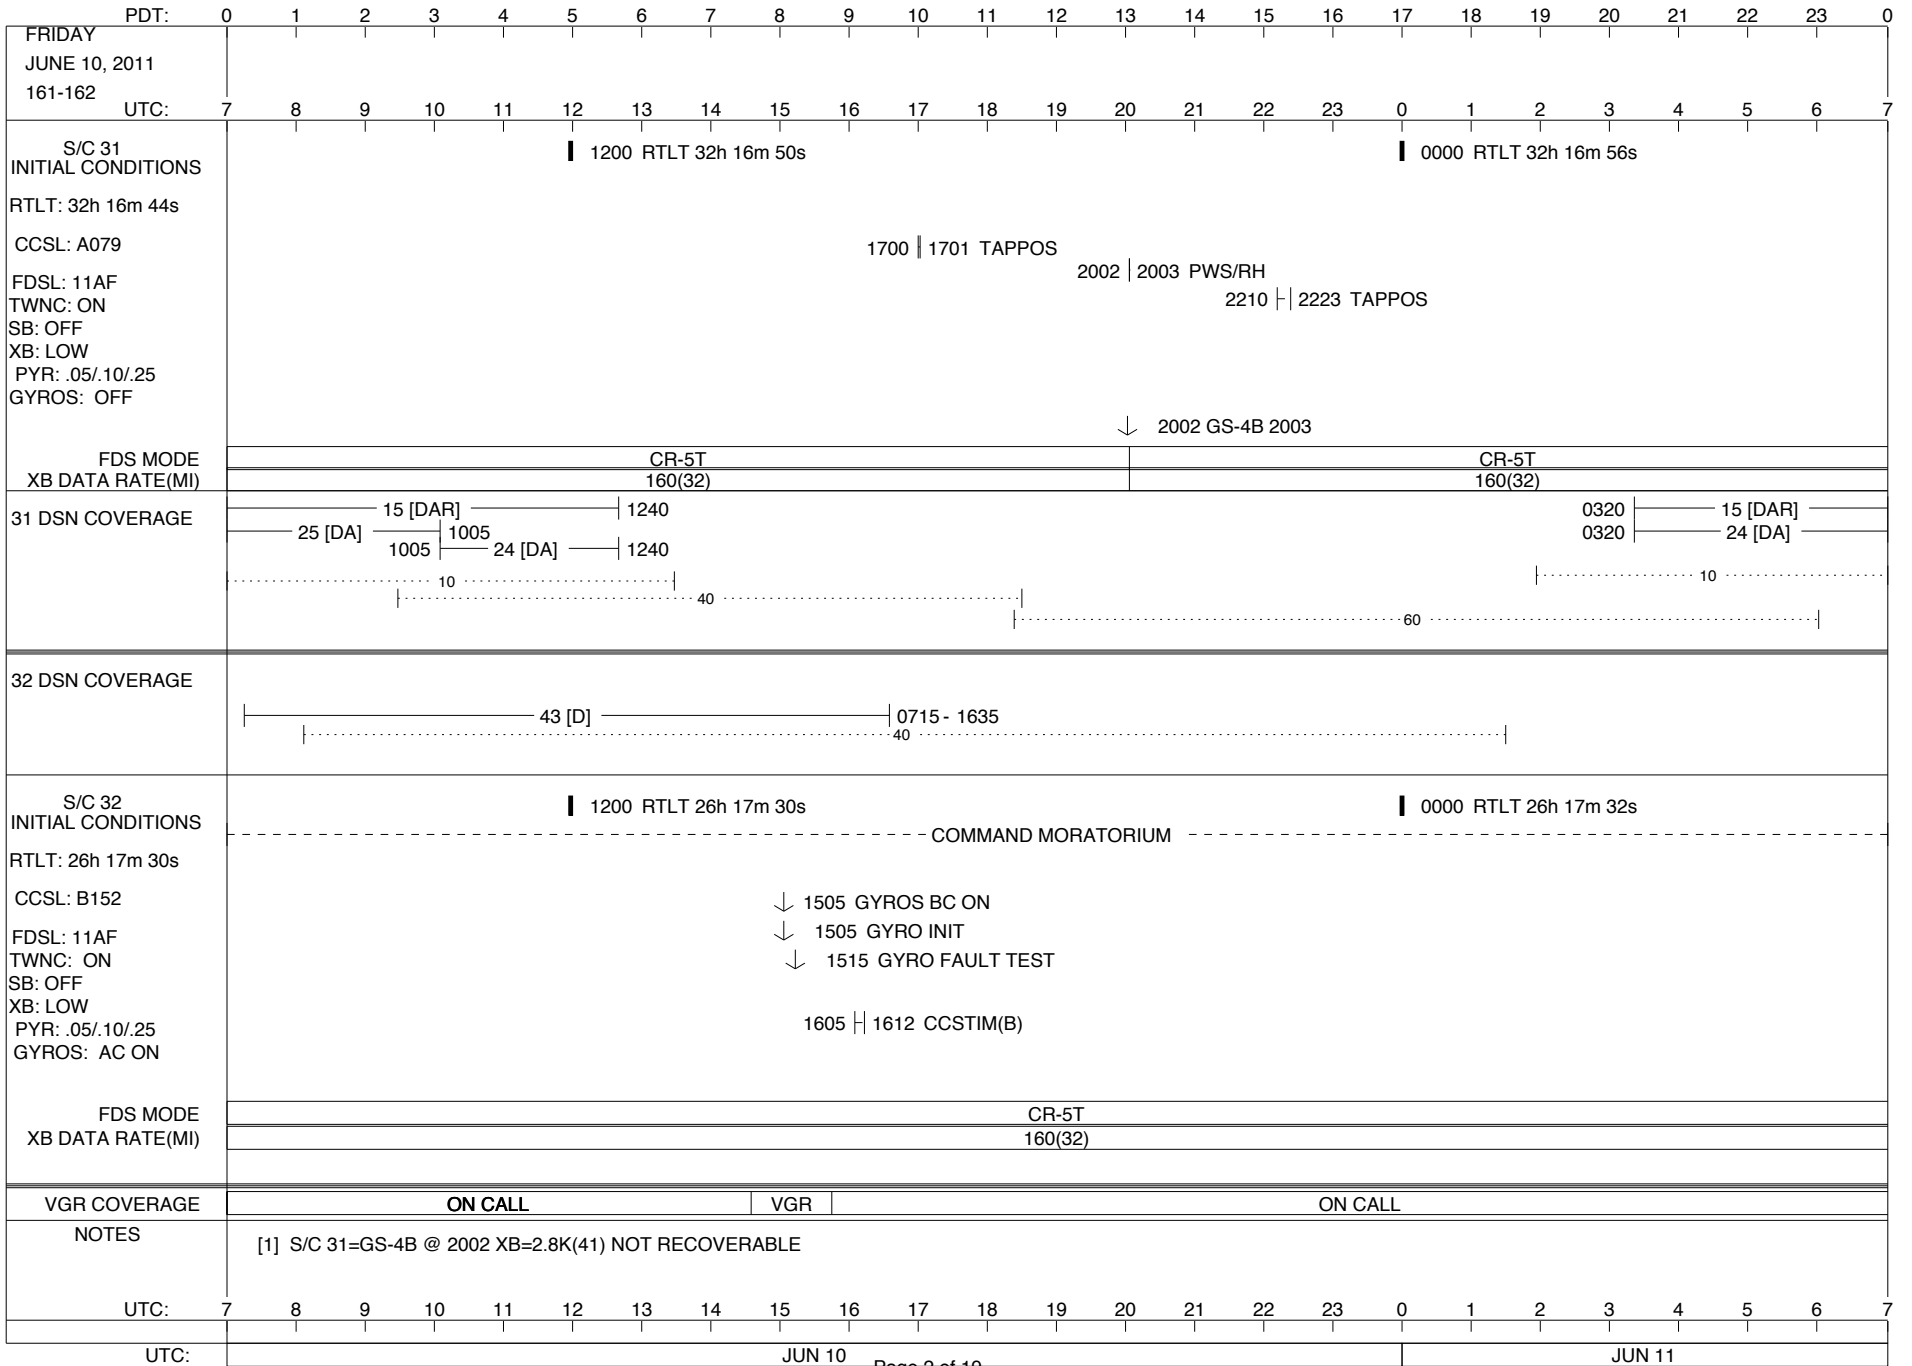 PDT: 0 1 2 3 4 5 6 7 8 9 10 11 12 13 14 15 16 17 18 19 20 21 22 23 0
FRIDAY
JUNE 10, 2011
161-162
UTC: 7 8 9 10 11 12 13 14 15 16 17 18 19 20 21 22 23 0 1 2 3 4 5 6 7
S/C 31
INITIAL CONDITIONS
1200 RTLT 32h 16m 50s
0000 RTLT 32h 16m 56s
RTLT: 32h 16m 44s
CCSL: A079
1700 1701 TAPPOS
2002 2003 PWS/RH
FDSL: 11AF
2210 2223 TAPPOS
TWNC: ON
SB: OFF
XB: LOW
PYR: .05/.10/.25
GYROS: OFF
2002 GS-4B 2003
FDS MODE CR-5T CR-5T
XB DATA RATE(MI) 160(32) 160(32)
31 DSN COVERAGE
15 [DAR] 1240 0320 15 [DAR]
25 [DA] 1005 0320 24 [DA]
1005 24 [DA] 1240
10 10
40
60
32 DSN COVERAGE
43 [D] 0715 - 1635
40
S/C 32
INITIAL CONDITIONS
1200 RTLT 26h 17m 30s
0000 RTLT 26h 17m 32s
COMMAND MORATORIUM
RTLT: 26h 17m 30s
CCSL: B152
1505 GYROS BC ON
FDSL: 11AF
1505 GYRO INIT
TWNC: ON
1515 GYRO FAULT TEST
SB: OFF
XB: LOW
PYR: .05/.10/.25
1605 1612 CCSTIM(B)
GYROS: AC ON
FDS MODE CR-5T
XB DATA RATE(MI) 160(32)
VGR COVERAGE ON CALL VGR ON CALL
NOTES
[1] S/C 31=GS-4B @ 2002 XB=2.8K(41) NOT RECOVERABLE
UTC: 7 8 9 10 11 12 13 14 15 16 17 18 19 20 21 22 23 0 1 2 3 4 5 6 7
UTC: JUN 10 JUN 11
Page 2 of 19